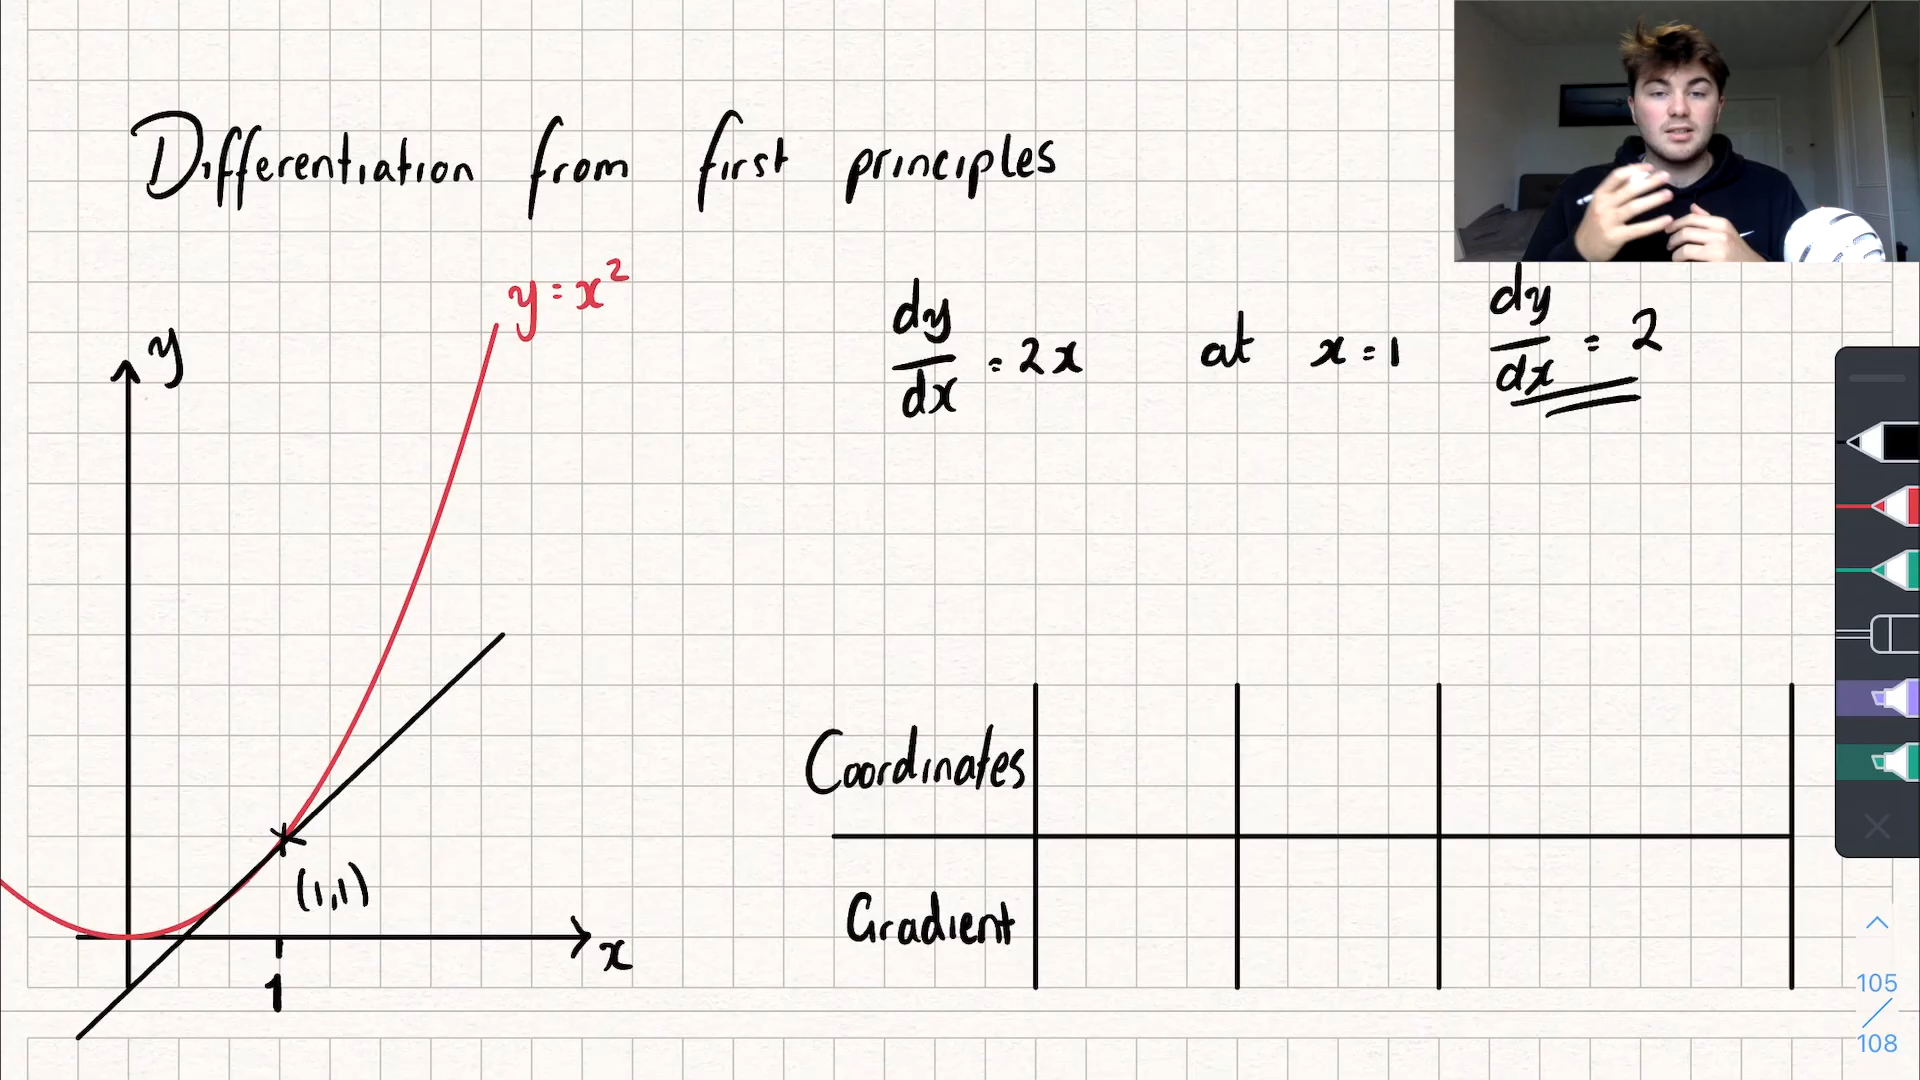 Differentiation from first principles
y = x²
dy/dx = 2x at x = 1 dy/dx = 2
y
Coordinates
(1,1)
Gradient
x
1
105
/
108